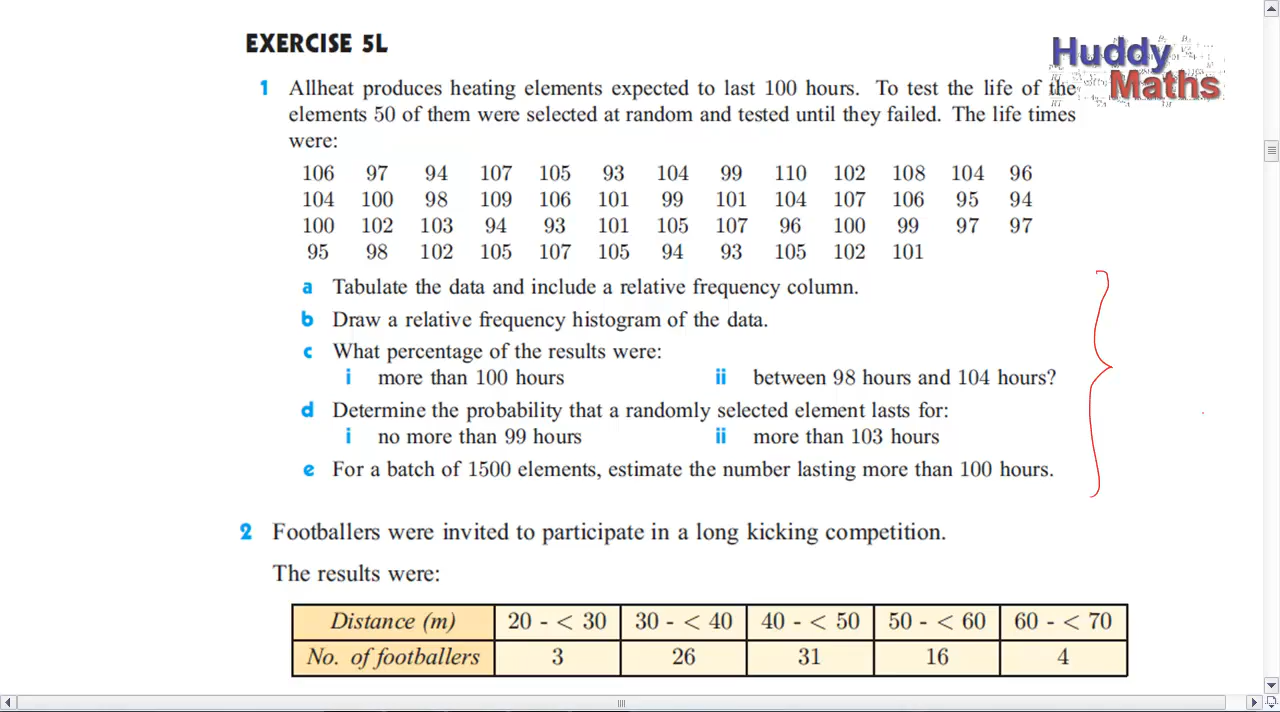 EXERCISE 5L
Huddy
Maths
1 Allheat produces heating elements expected to last 100 hours. To test the life of the
elements 50 of them were selected at random and tested until they failed. The life times
were:
106 97 94 107 105 93 104 99 110 102 108 104 96
104 100 98 109 106 101 99 101 104 107 106 95 94
100 102 103 94 93 101 105 107 96 100 99 97 97
95 98 102 105 107 105 94 93 105 102 101
a Tabulate the data and include a relative frequency column.
b Draw a relative frequency histogram of the data.
c What percentage of the results were:
i more than 100 hours ii between 98 hours and 104 hours?
d Determine the probability that a randomly selected element lasts for:
i no more than 99 hours ii more than 103 hours
e For a batch of 1500 elements, estimate the number lasting more than 100 hours.
2 Footballers were invited to participate in a long kicking competition.
The results were:
Distance (m) 20 - < 30 30 - < 40 40 - < 50 50 - < 60 60 - < 70
No. of footballers 3 26 31 16 4